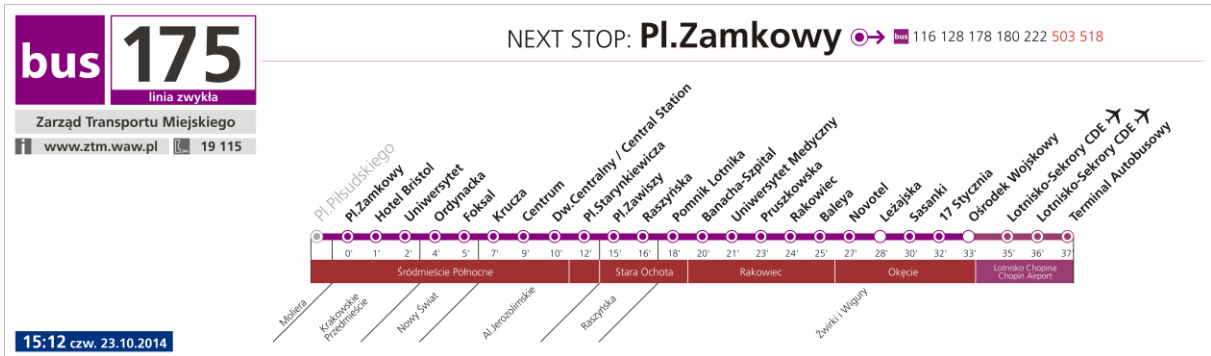 bus 175
linia zwykła
Zarząd Transportu Miejskiego
i www.ztm.waw.pl 19 115
NEXT STOP: Pl.Zamkowy bus 116 128 178 180 222 503 518
Pl.Piłsudskiego
Pl.Zamkowy
Hotel Bristol
Uniwersytet
Ordynacka
Foksal
Krucza
Centrum
Dw.Centralny / Central Station
Pl.Starynkiewicza
Pl.Zawiszy
Raszyńska
Pomnik Lotnika
Banacha-Szpital
Uniwersytet Medyczny
Pruszkowska
Rakowiec
Baleya
Novotel
Leżajska
Sasanki
17 Stycznia
Ośrodek Wojskowy
Lotnisko-Sekrory CDE
Lotnisko-Sekrory CDE
Terminal Autobusowy
0' 1' 2' 4' 5' 7' 9' 10' 12' 15' 16' 18' 20' 21' 23' 24' 25' 27' 28' 30' 32' 33' 35' 36' 37'
Śródmieście Północne
Stara Ochota
Rakowiec
Okęcie
Lotnisko Chopina
Chopin Airport
Moliera
Krakowskie
Przedmieście
Nowy Świat
Al.Jerozolimskie
Raszyńska
Żwirki i Wigury
15:12 czw. 23.10.2014